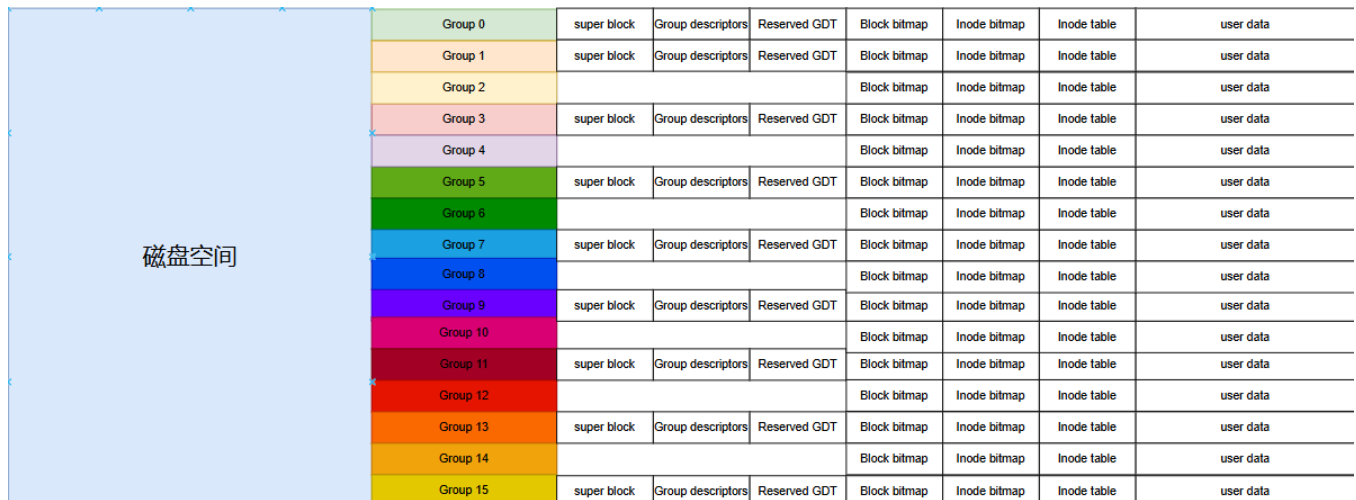 Group 0 super block Group descriptors Reserved GDT Block bitmap Inode bitmap Inode table user data
Group 1 super block Group descriptors Reserved GDT Block bitmap Inode bitmap Inode table user data
Group 2 Block bitmap Inode bitmap Inode table user data
Group 3 super block Group descriptors Reserved GDT Block bitmap Inode bitmap Inode table user data
Group 4 Block bitmap Inode bitmap Inode table user data
Group 5 super block Group descriptors Reserved GDT Block bitmap Inode bitmap Inode table user data
Group 6 Block bitmap Inode bitmap Inode table user data
磁盘空间
Group 7 super block Group descriptors Reserved GDT Block bitmap Inode bitmap Inode table user data
Group 8 Block bitmap Inode bitmap Inode table user data
Group 9 super block Group descriptors Reserved GDT Block bitmap Inode bitmap Inode table user data
Group 10 Block bitmap Inode bitmap Inode table user data
Group 11 super block Group descriptors Reserved GDT Block bitmap Inode bitmap Inode table user data
Group 12 Block bitmap Inode bitmap Inode table user data
Group 13 super block Group descriptors Reserved GDT Block bitmap Inode bitmap Inode table user data
Group 14 Block bitmap Inode bitmap Inode table user data
Group 15 super block Group descriptors Reserved GDT Block bitmap Inode bitmap Inode table user data